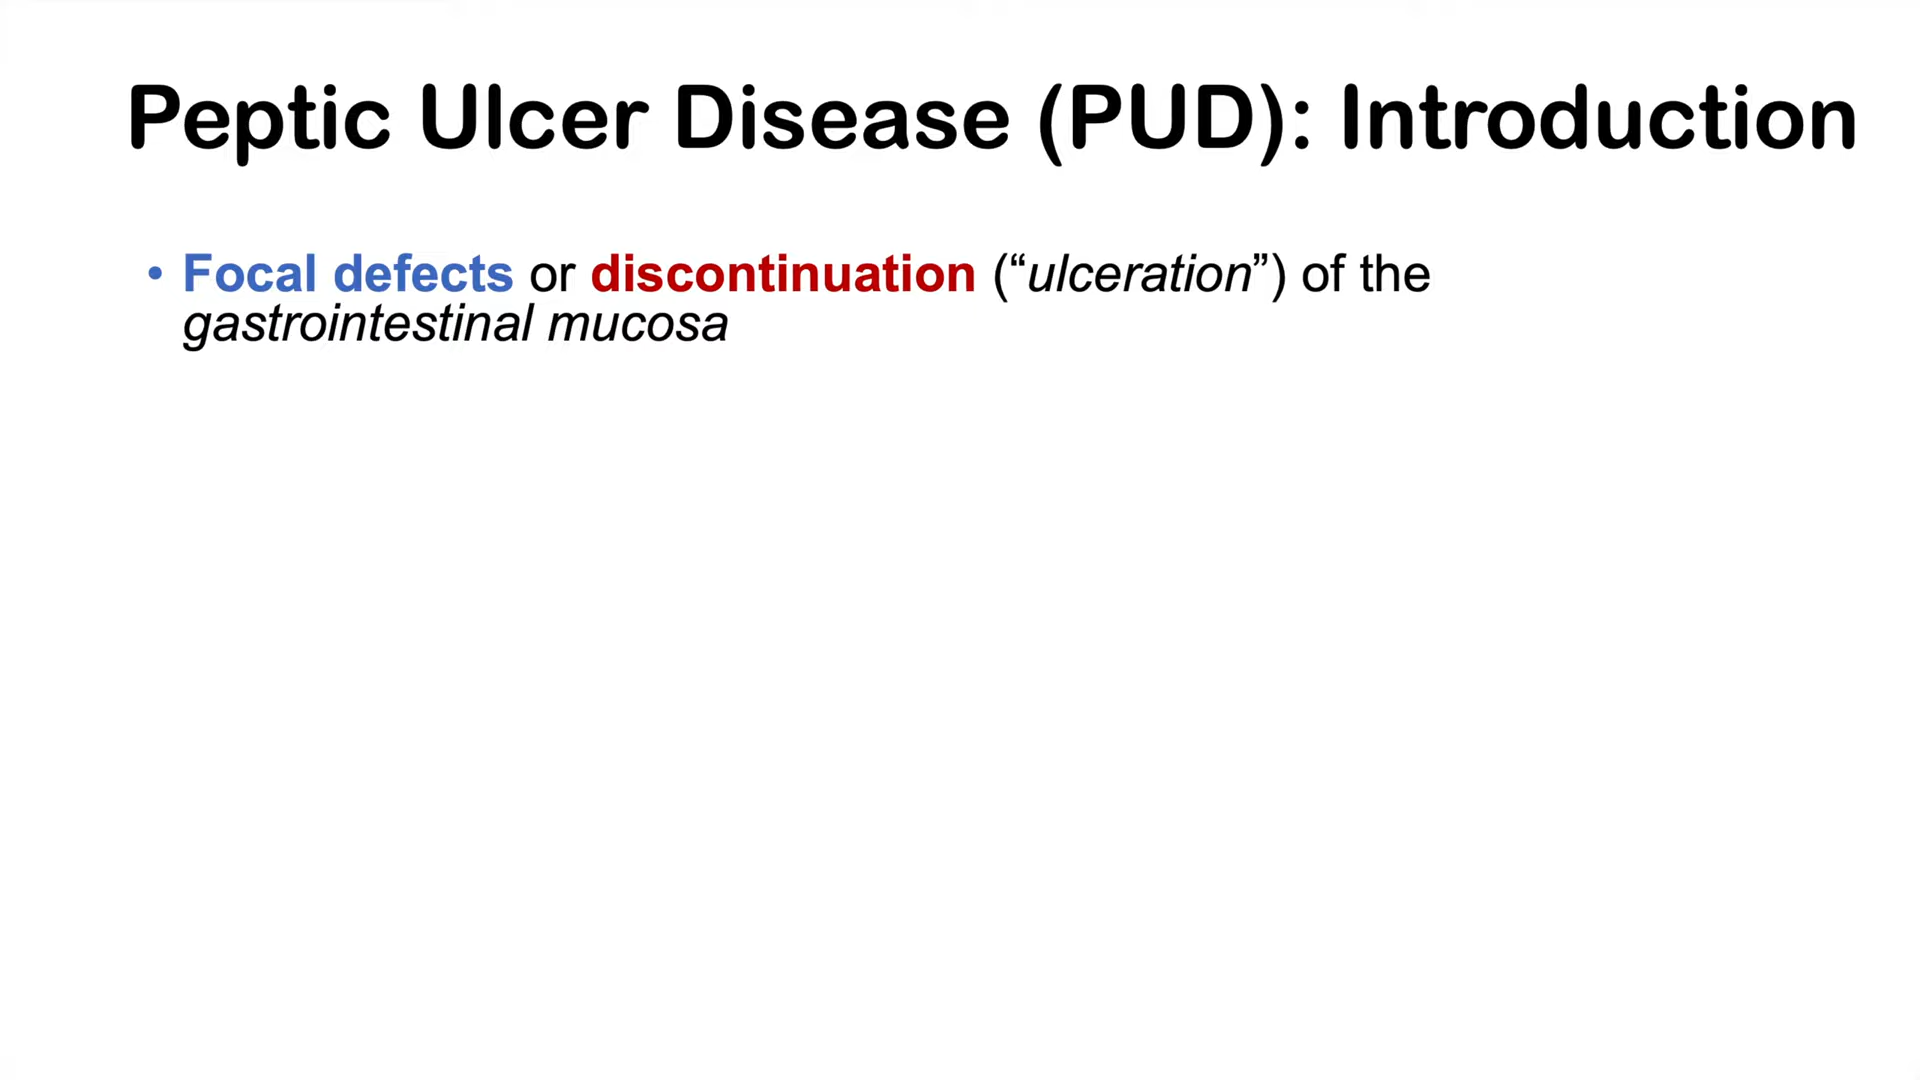 Peptic Ulcer Disease (PUD): Introduction
• Focal defects or discontinuation (“ulceration”) of the
gastrointestinal mucosa